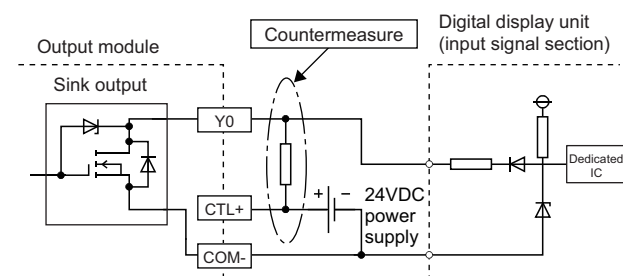 Countermeasure
Digital display unit
(input signal section)
Output module
Sink output
Y0
Dedicated
IC
CTL+
+ −
24VDC
power
supply
COM-